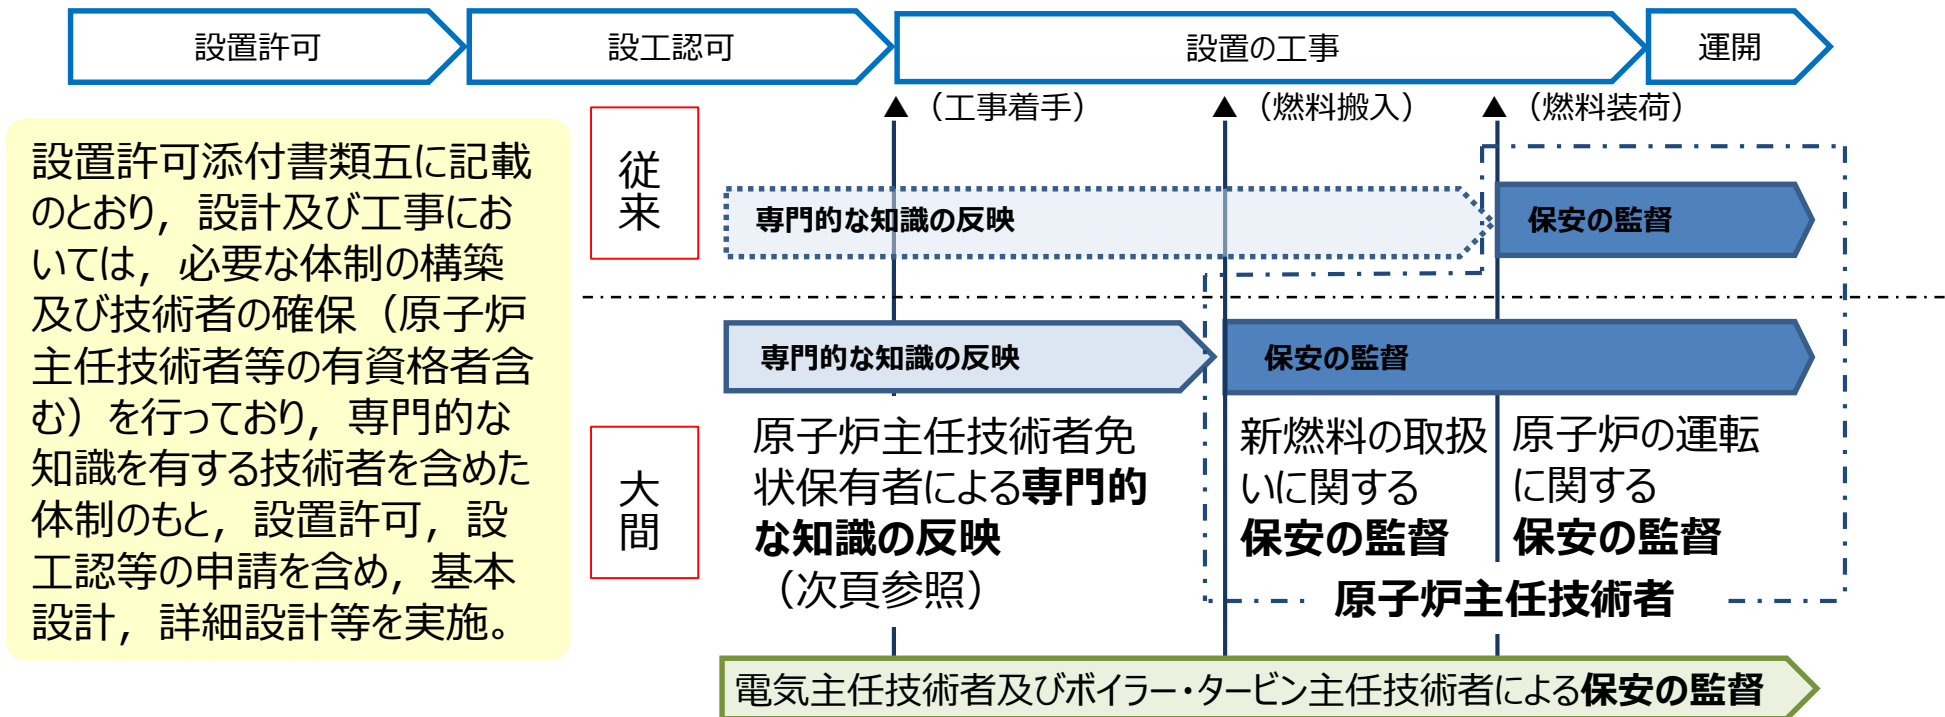 設置許可
設工認可
設置の工事
運開
▲（工事着手）
▲（燃料搬入）
▲（燃料装荷）
設置許可添付書類五に記載
のとおり，設計及び工事にお
いては，必要な体制の構築
及び技術者の確保（原子炉
主任技術者等の有資格者含
む）を行っており，専門的な
知識を有する技術者を含めた
体制のもと，設置許可，設
工認等の申請を含め，基本
設計，詳細設計等を実施。
従来
専門的な知識の反映
保安の監督
専門的な知識の反映
保安の監督
大間
原子炉主任技術者免
状保有者による専門的
な知識の反映
（次頁参照）
新燃料の取扱
いに関する
保安の監督
原子炉の運転
に関する
保安の監督
原子炉主任技術者
電気主任技術者及びボイラー・タービン主任技術者による保安の監督